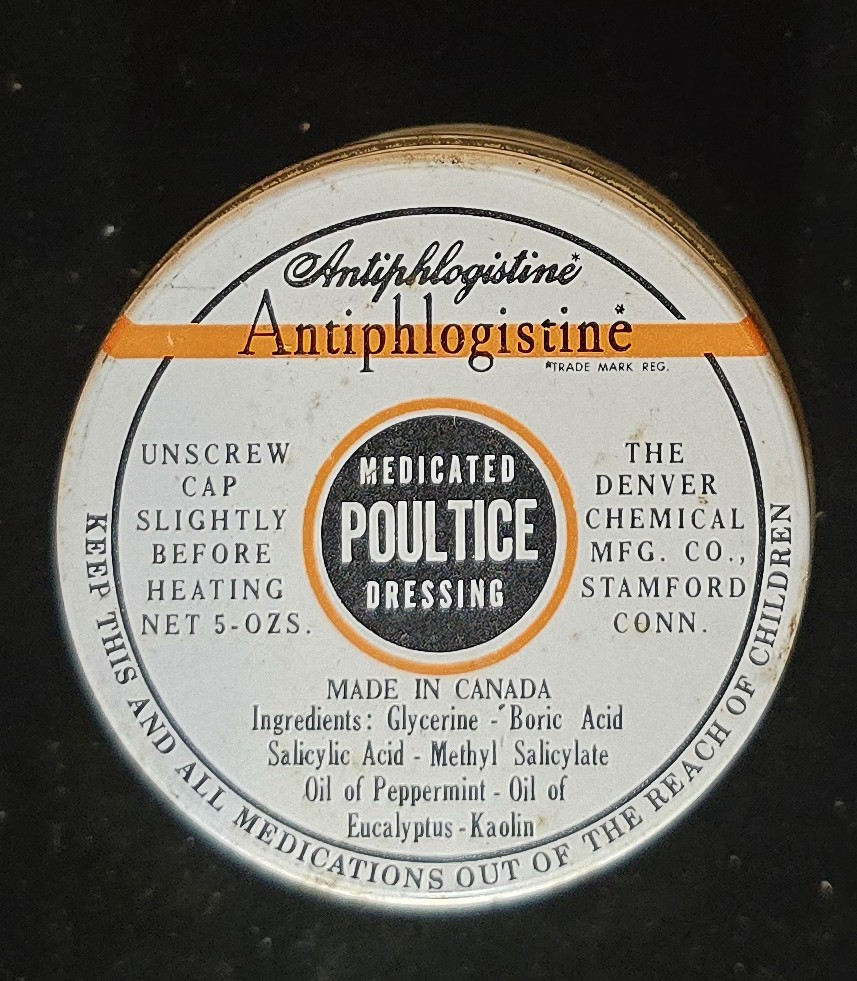 Antiphlogistine*
Antiphlogistine*
*TRADE MARK REG.
UNSCREW
CAP
SLIGHTLY
BEFORE
HEATING
NET 5-OZS.
MEDICATED
POULTICE
DRESSING
THE
DENVER
CHEMICAL
MFG. CO.,
STAMFORD
CONN.
MADE IN CANADA
Ingredients: Glycerine - Boric Acid
Salicylic Acid - Methyl Salicylate
Oil of Peppermint - Oil of
Eucalyptus - Kaolin
KEEP THIS AND ALL MEDICATIONS OUT OF THE REACH OF CHILDREN